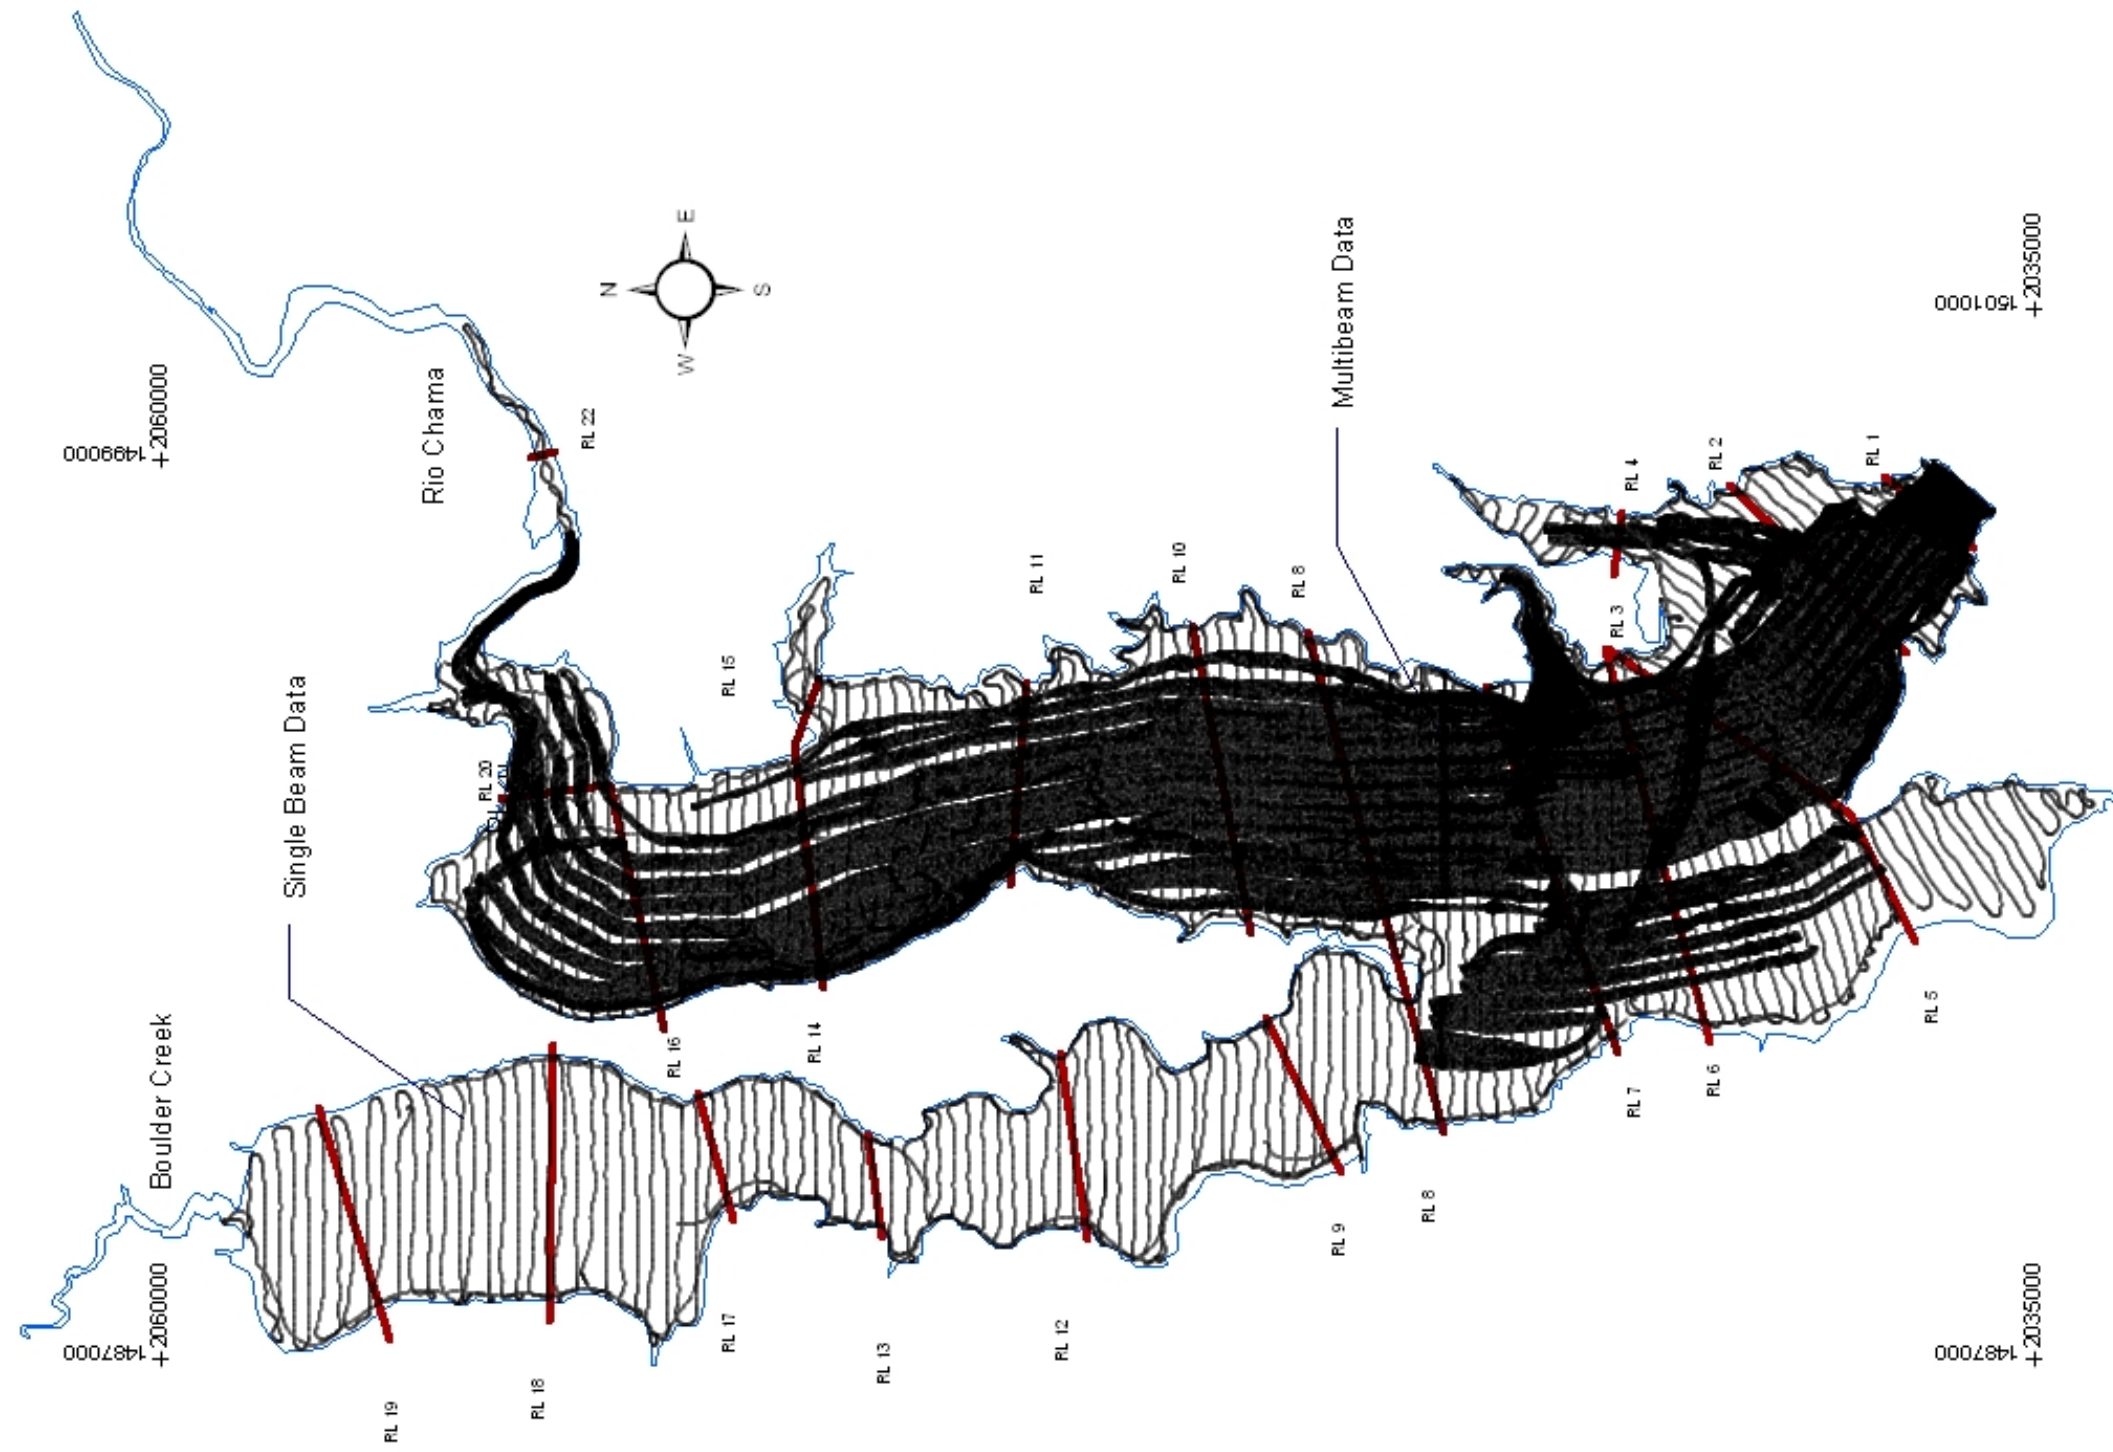 1499000
+2060000
Rio Chama
RL 22
N
E
S
W
Multibeam Data
1501000
+2035000
RL 4
RL 2
RL 1
RL 11
RL 10
RL 8
RL 3
RL 15
RL 20
Single Beam Data
Boulder Creek
RL 16
RL 14
RL 5
RL 6
RL 7
RL 8
RL 9
RL 17
RL 12
RL 13
RL 18
RL 19
1487000
+2060000
1487000
+2035000